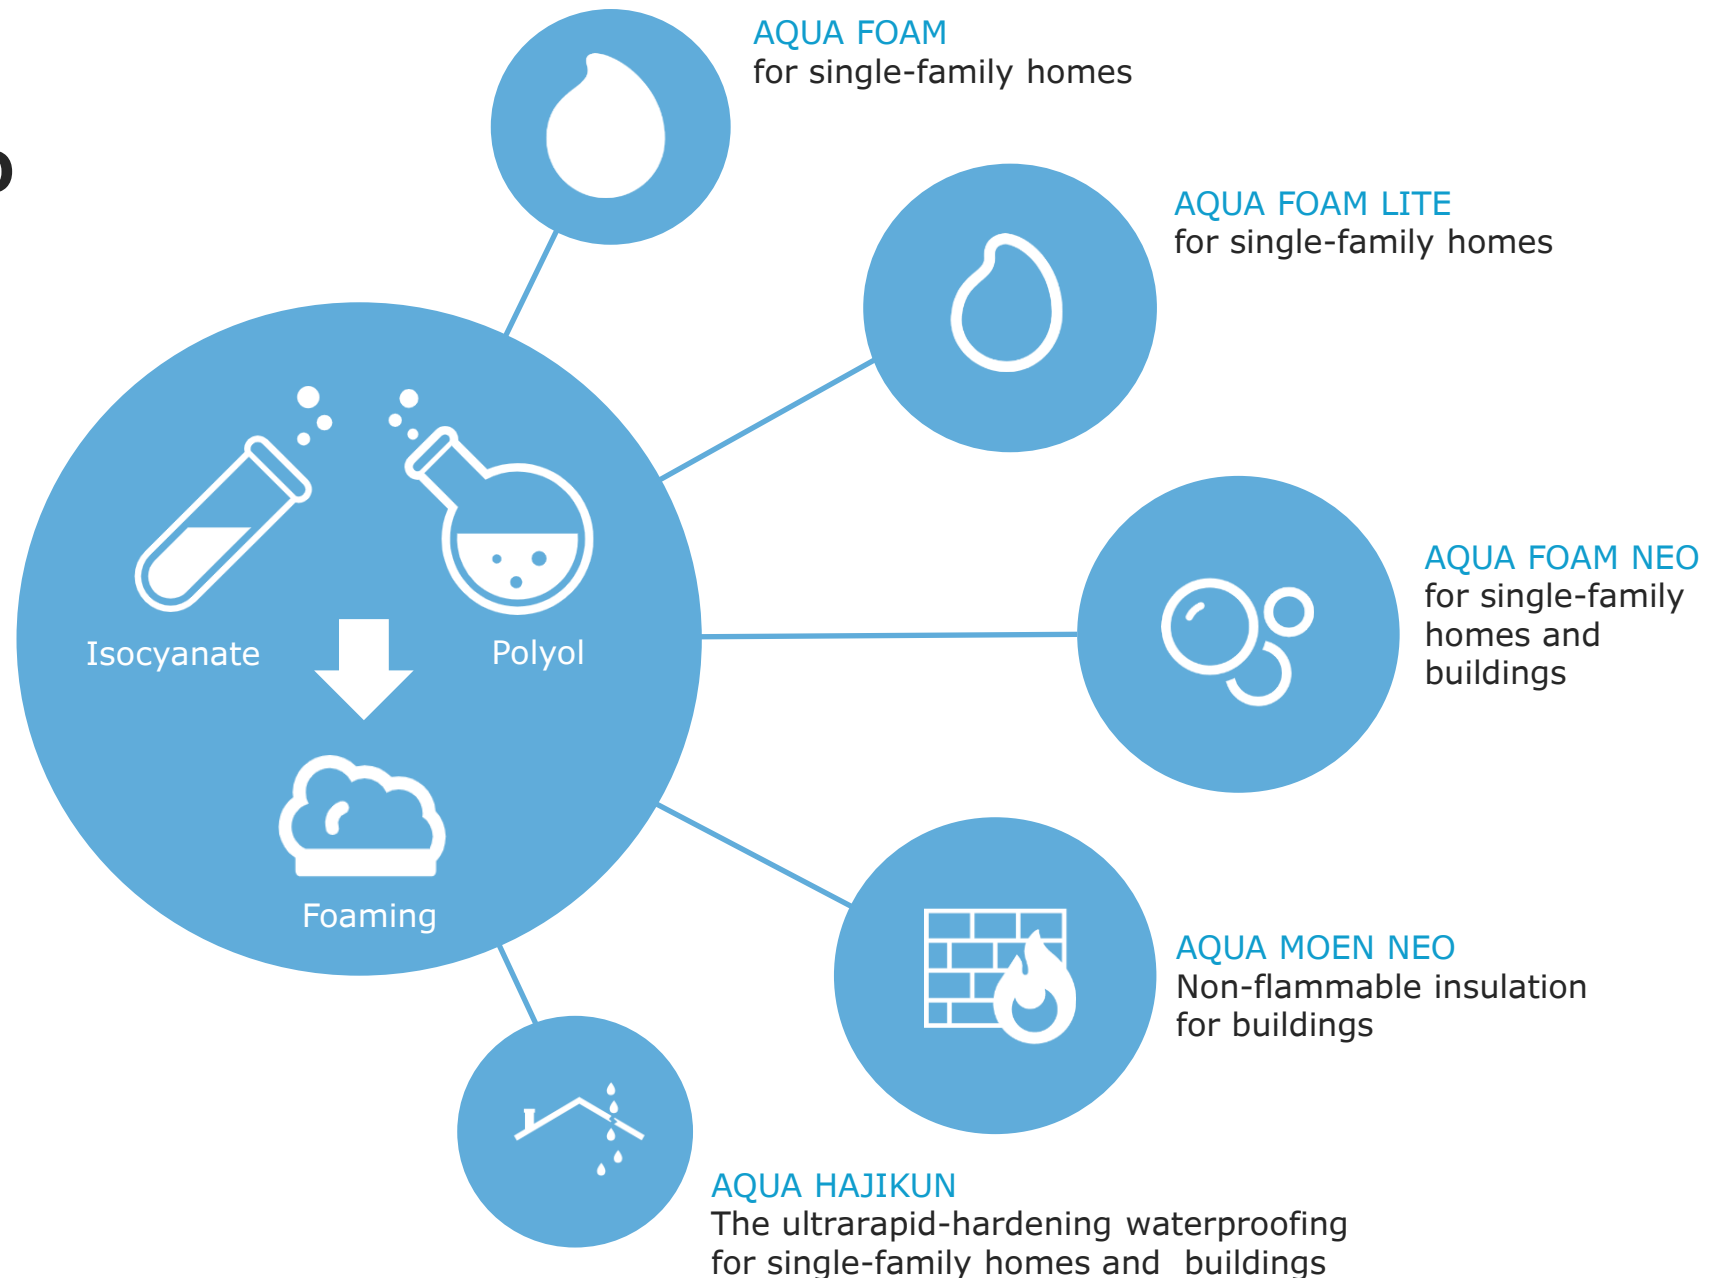 AQUA FOAM
for single-family homes
AQUA FOAM LITE
for single-family homes
Isocyanate
Polyol
Foaming
AQUA FOAM NEO
for single-family
homes and
buildings
AQUA MOEN NEO
Non-flammable insulation
for buildings
AQUA HAJIKUN
The ultrarapid-hardening waterproofing
for single-family homes and buildings